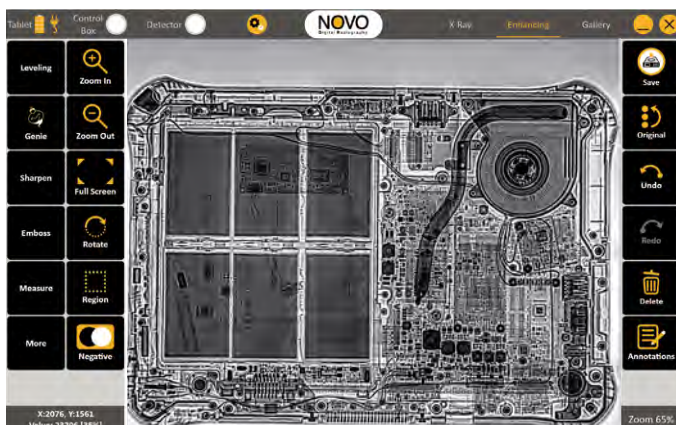 Tablet
Control
Box
Detector
NOVO
Digital Radiography
X Ray
Enhancing
Gallery
Leveling
Zoom In
Genie
Zoom Out
Sharpen
Full Screen
Emboss
Rotate
Measure
Region
More
Negative
Save
Original
Undo
Redo
Delete
Annotations
X:2076, Y:1561
Zoom 65%